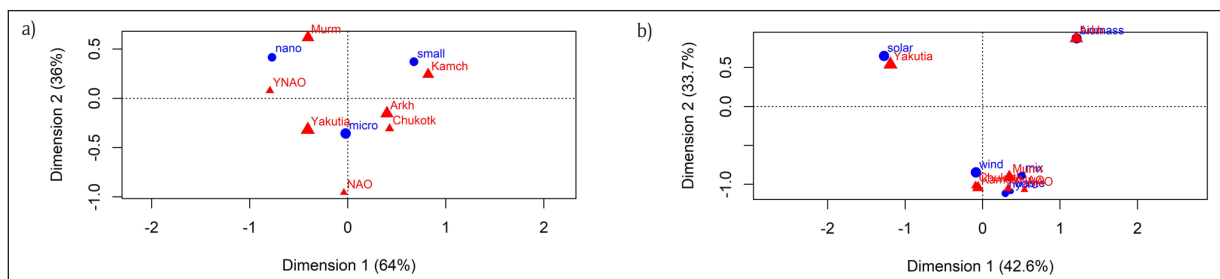 a)
Murm
nano
small
Kamch
YNAO
Arkh
Chukotk
Yakutia
micro
NAO
Dimension 2 (36%)
0.5
0.0
-0.5
-1.0
-2
-1
0
1
2
Dimension 1 (64%)
b)
biomass
solar
Yakutia
wind
mix
Dimension 2 (33.7%)
0.5
0.0
-1.0
-2
-1
0
1
2
Dimension 1 (42.6%)